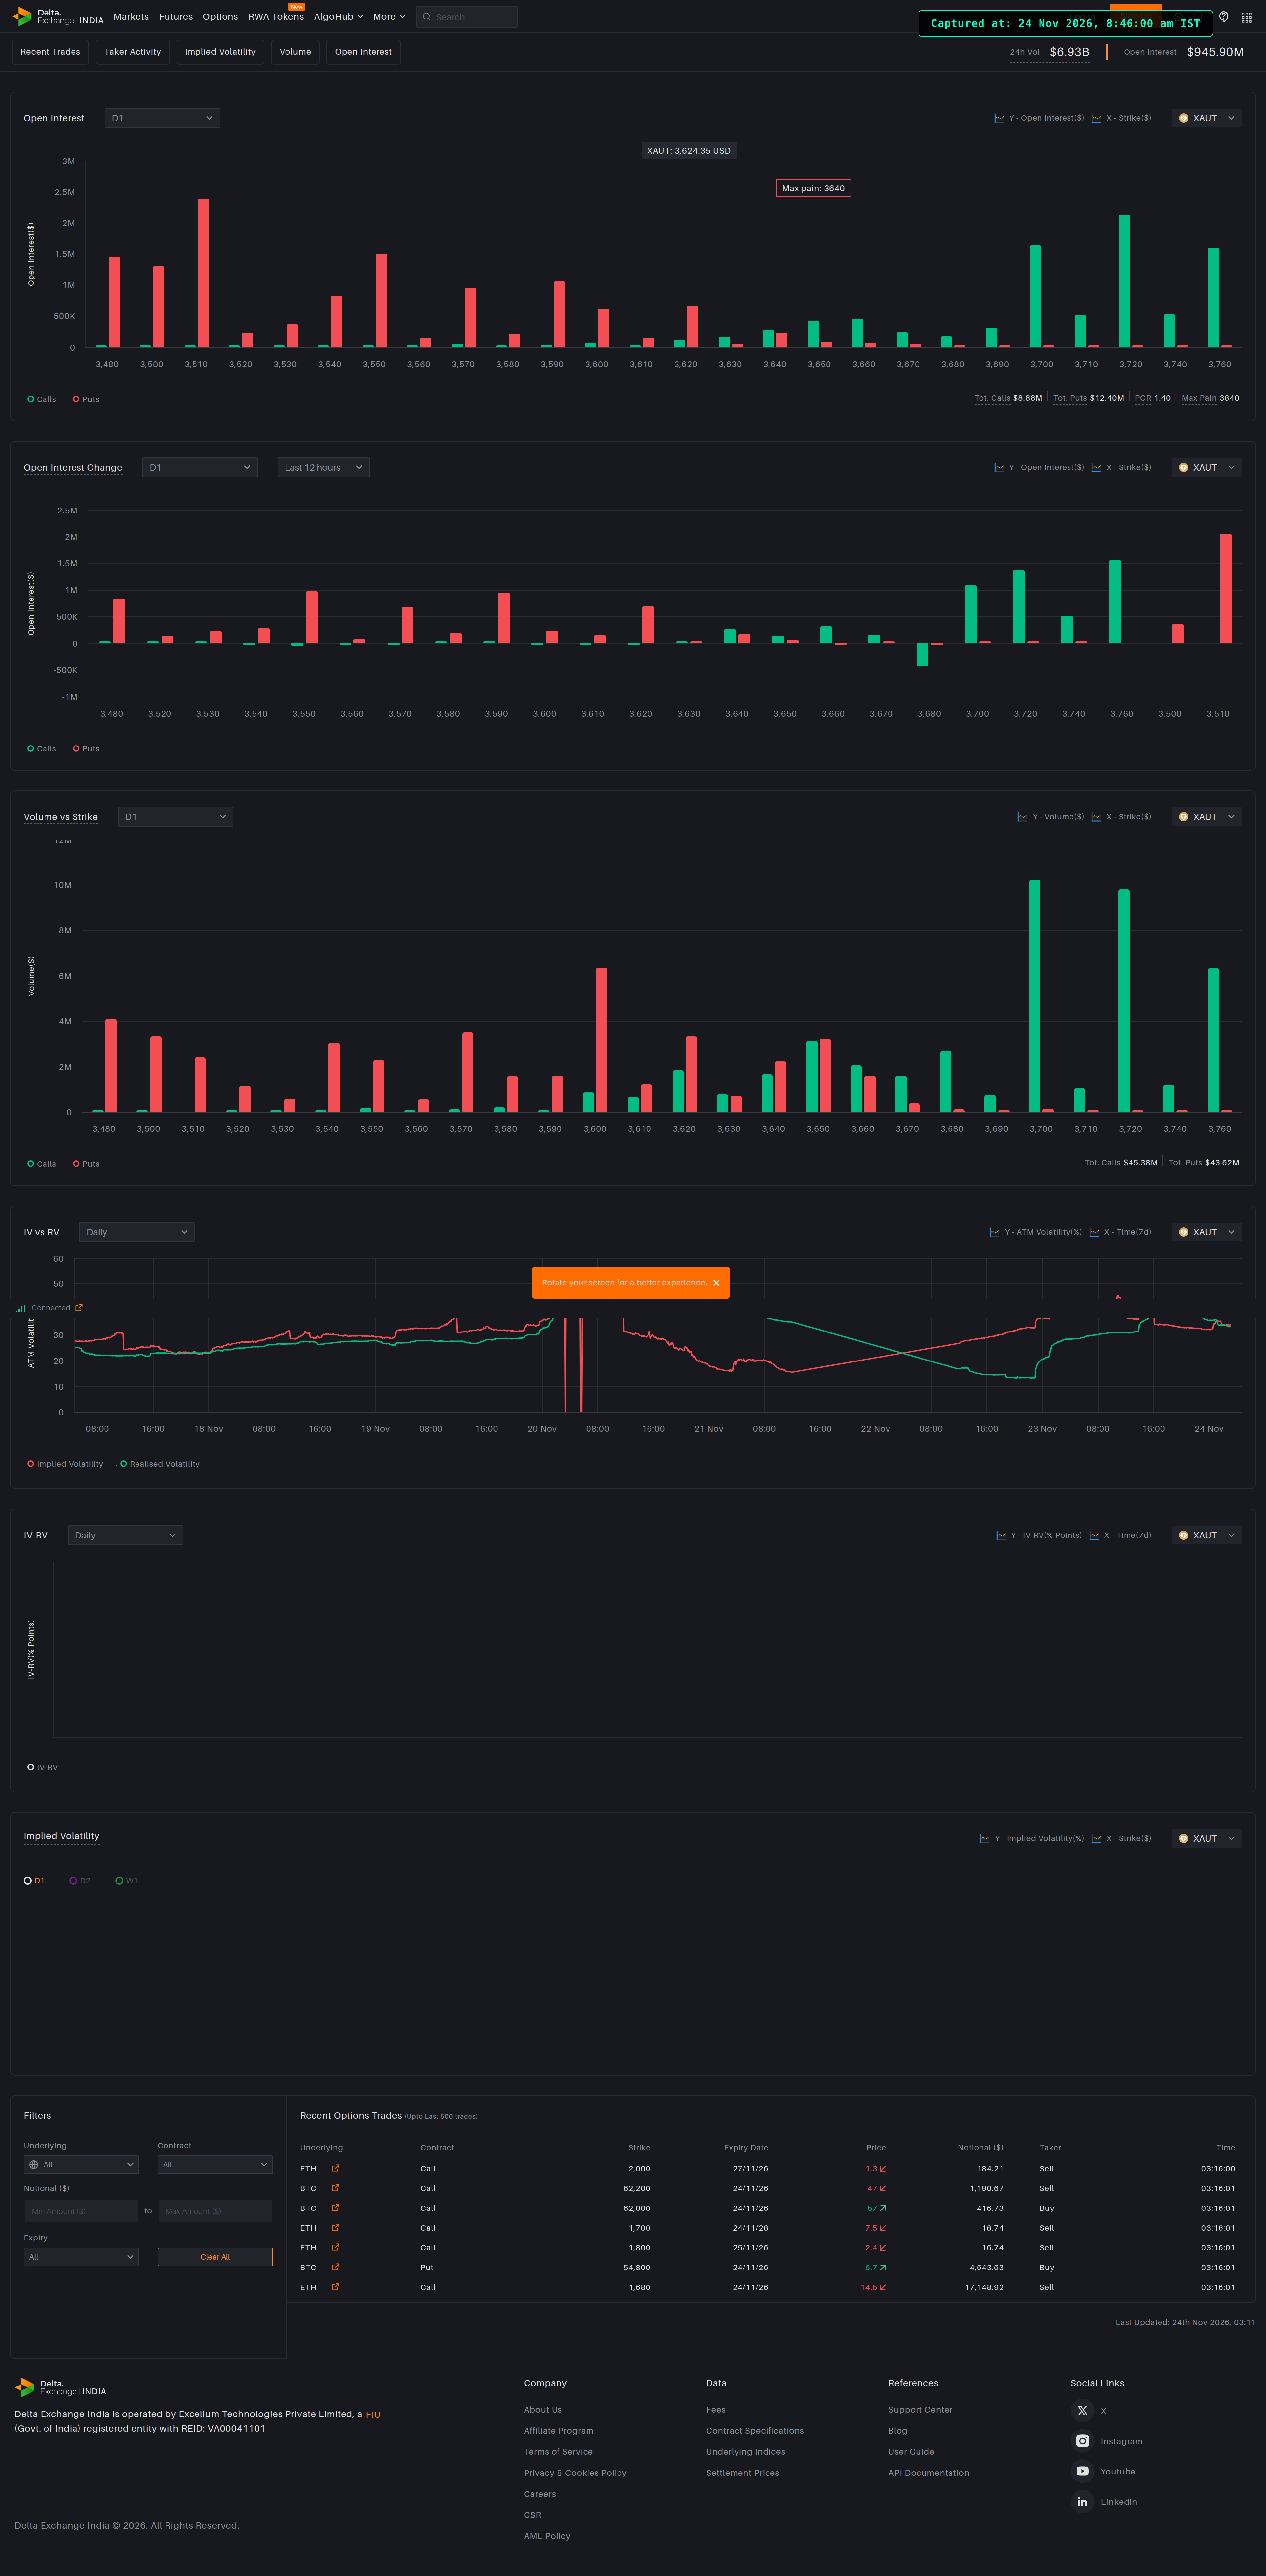 Delta.
Exchange | INDIA
Markets Futures Options RWA Tokens New AlgoHub More Search
Captured at: 24 Nov 2026, 8:46:00 am IST
Recent Trades Taker Activity Implied Volatility Volume Open Interest
24h Vol $6.93B Open Interest $945.90M
Open Interest D1 Y - Open Interest($) X - Strike($) XAUT
XAUT: 3,624.35 USD
Max pain: 3640
Open Interest($)
3M
2.5M
2M
1.5M
1M
500K
0
3,480 3,500 3,510 3,520 3,530 3,540 3,550 3,560 3,570 3,580 3,590 3,600 3,610 3,620 3,630 3,640 3,650 3,660 3,670 3,680 3,690 3,700 3,710 3,720 3,740 3,760
Calls Puts
Tot. Calls $8.88M Tot. Puts $12.40M PCR 1.40 Max Pain 3640
Open Interest Change D1 Last 12 hours Y - Open Interest($) X - Strike($) XAUT
Open Interest($)
2.5M
2M
1.5M
1M
500K
0
-500K
-1M
3,480 3,520 3,530 3,540 3,550 3,560 3,570 3,580 3,590 3,600 3,610 3,620 3,630 3,640 3,650 3,660 3,670 3,680 3,700 3,720 3,740 3,760 3,500 3,510
Calls Puts
Volume vs Strike D1 Y - Volume($) X - Strike($) XAUT
Volume($)
12M
10M
8M
6M
4M
2M
0
3,480 3,500 3,510 3,520 3,530 3,540 3,550 3,560 3,570 3,580 3,590 3,600 3,610 3,620 3,630 3,640 3,650 3,660 3,670 3,680 3,690 3,700 3,710 3,720 3,740 3,760
Calls Puts
Tot. Calls $45.38M Tot. Puts $43.62M
IV vs RV Daily Y - ATM Volatility(%) X - Time(7d) XAUT
60
50
Rotate your screen for a better experience.
Connected
ATM Volatilit
30
20
10
0
08:00 16:00 18 Nov 08:00 16:00 19 Nov 08:00 16:00 20 Nov 08:00 16:00 21 Nov 08:00 16:00 22 Nov 08:00 16:00 23 Nov 08:00 16:00 24 Nov
Implied Volatility Realised Volatility
IV-RV Daily Y - IV-RV(% Points) X - Time(7d) XAUT
IV-RV(% Points)
IV-RV
Implied Volatility Y - Implied Volatility(%) X - Strike($) XAUT
D1 D2 W1
Filters
Underlying Contract
All All
Notional ($)
Min Amount ($) to Max Amount ($)
Expiry
All Clear All
Recent Options Trades (Upto Last 500 trades)
Underlying Contract Strike Expiry Date Price Notional ($) Taker Time
ETH Call 2,000 27/11/26 1.3 184.21 Sell 03:16:00
BTC Call 62,200 24/11/26 47 1,190.67 Sell 03:16:01
BTC Call 62,000 24/11/26 57 416.73 Buy 03:16:01
ETH Call 1,700 24/11/26 7.5 16.74 Sell 03:16:01
ETH Call 1,800 25/11/26 2.4 16.74 Sell 03:16:01
BTC Put 54,800 24/11/26 6.7 4,643.63 Buy 03:16:01
ETH Call 1,680 24/11/26 14.5 17,148.92 Sell 03:16:01
Last Updated: 24th Nov 2026, 03:11
Delta.
Exchange | INDIA
Delta Exchange India is operated by Excelium Technologies Private Limited, a FIU
(Govt. of India) registered entity with REID: VA00041101
Delta Exchange India © 2026. All Rights Reserved.
Company
About Us
Affiliate Program
Terms of Service
Privacy & Cookies Policy
Careers
CSR
AML Policy
Data
Fees
Contract Specifications
Underlying Indices
Settlement Prices
References
Support Center
Blog
User Guide
API Documentation
Social Links
X
Instagram
Youtube
Linkedin